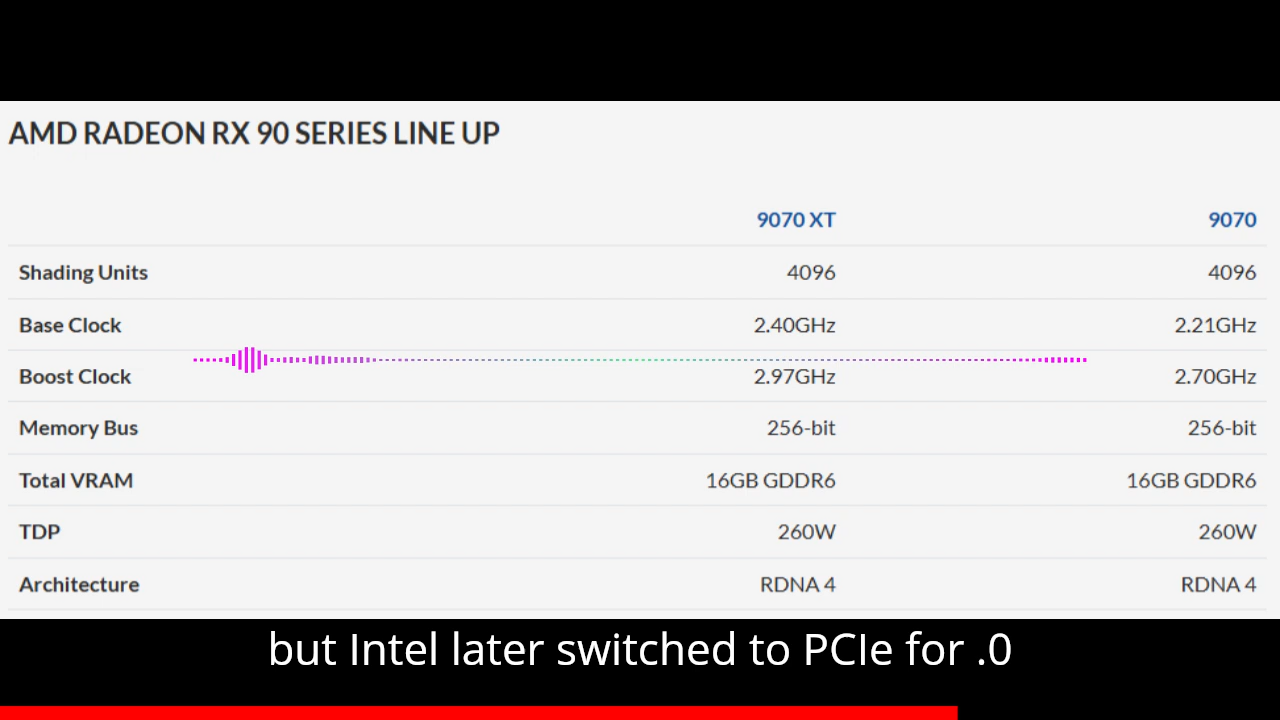 AMD RADEON RX 90 SERIES LINE UP
9070 XT 9070
Shading Units 4096 4096
Base Clock 2.40GHz 2.21GHz
Boost Clock 2.97GHz 2.70GHz
Memory Bus 256-bit 256-bit
Total VRAM 16GB GDDR6 16GB GDDR6
TDP 260W 260W
Architecture RDNA 4 RDNA 4
but Intel later switched to PCIe for .0